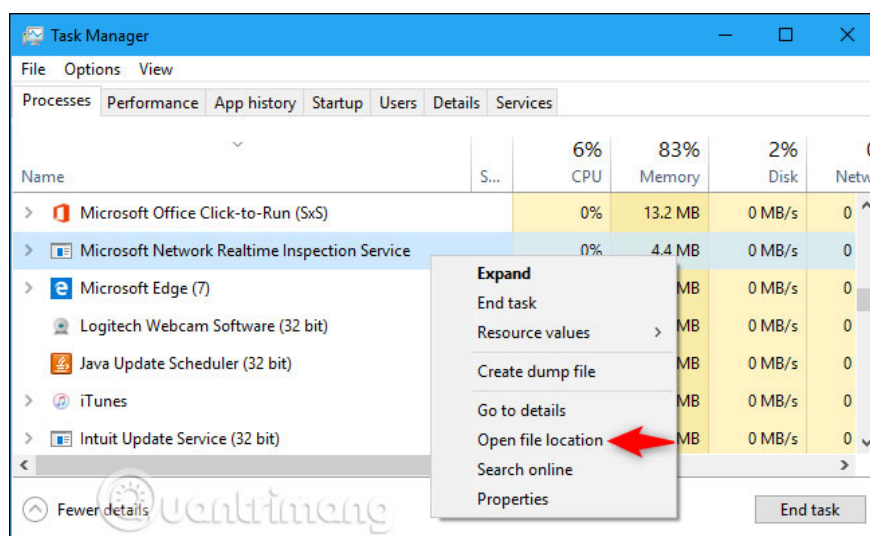 Task Manager
File Options View
Processes Performance App history Startup Users Details Services
6% 83% 2%
Name S... CPU Memory Disk Netw
Microsoft Office Click-to-Run (SxS) 0% 13.2 MB 0 MB/s 0
Microsoft Network Realtime Inspection Service 0% 4.4 MB 0 MB/s 0
Expand
Microsoft Edge (7) MB 0 MB/s 0
End task
Logitech Webcam Software (32 bit) Resource values MB 0 MB/s 0
Java Update Scheduler (32 bit) Create dump file MB 0 MB/s 0
iTunes MB 0 MB/s 0
Go to details
Intuit Update Service (32 bit) Open file location MB 0 MB/s 0
Search online
Properties
Fewer details End task
Quantrimang